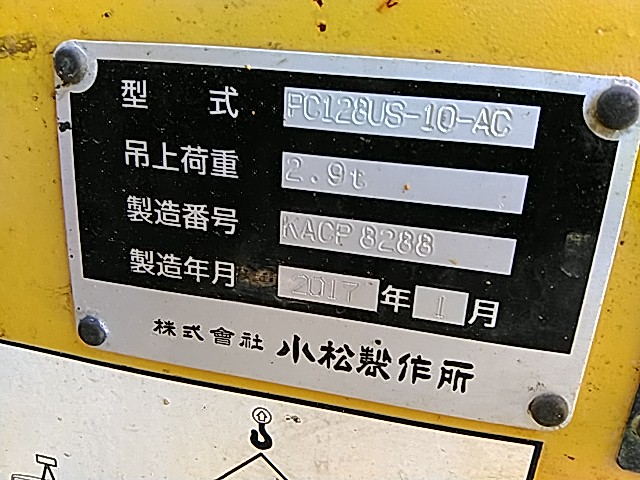 型 式 PC128US-10-AC
吊上荷重 2.9t
製造番号 KACP 8288
製造年月 2017 年 1 月
株式會社 小松製作所